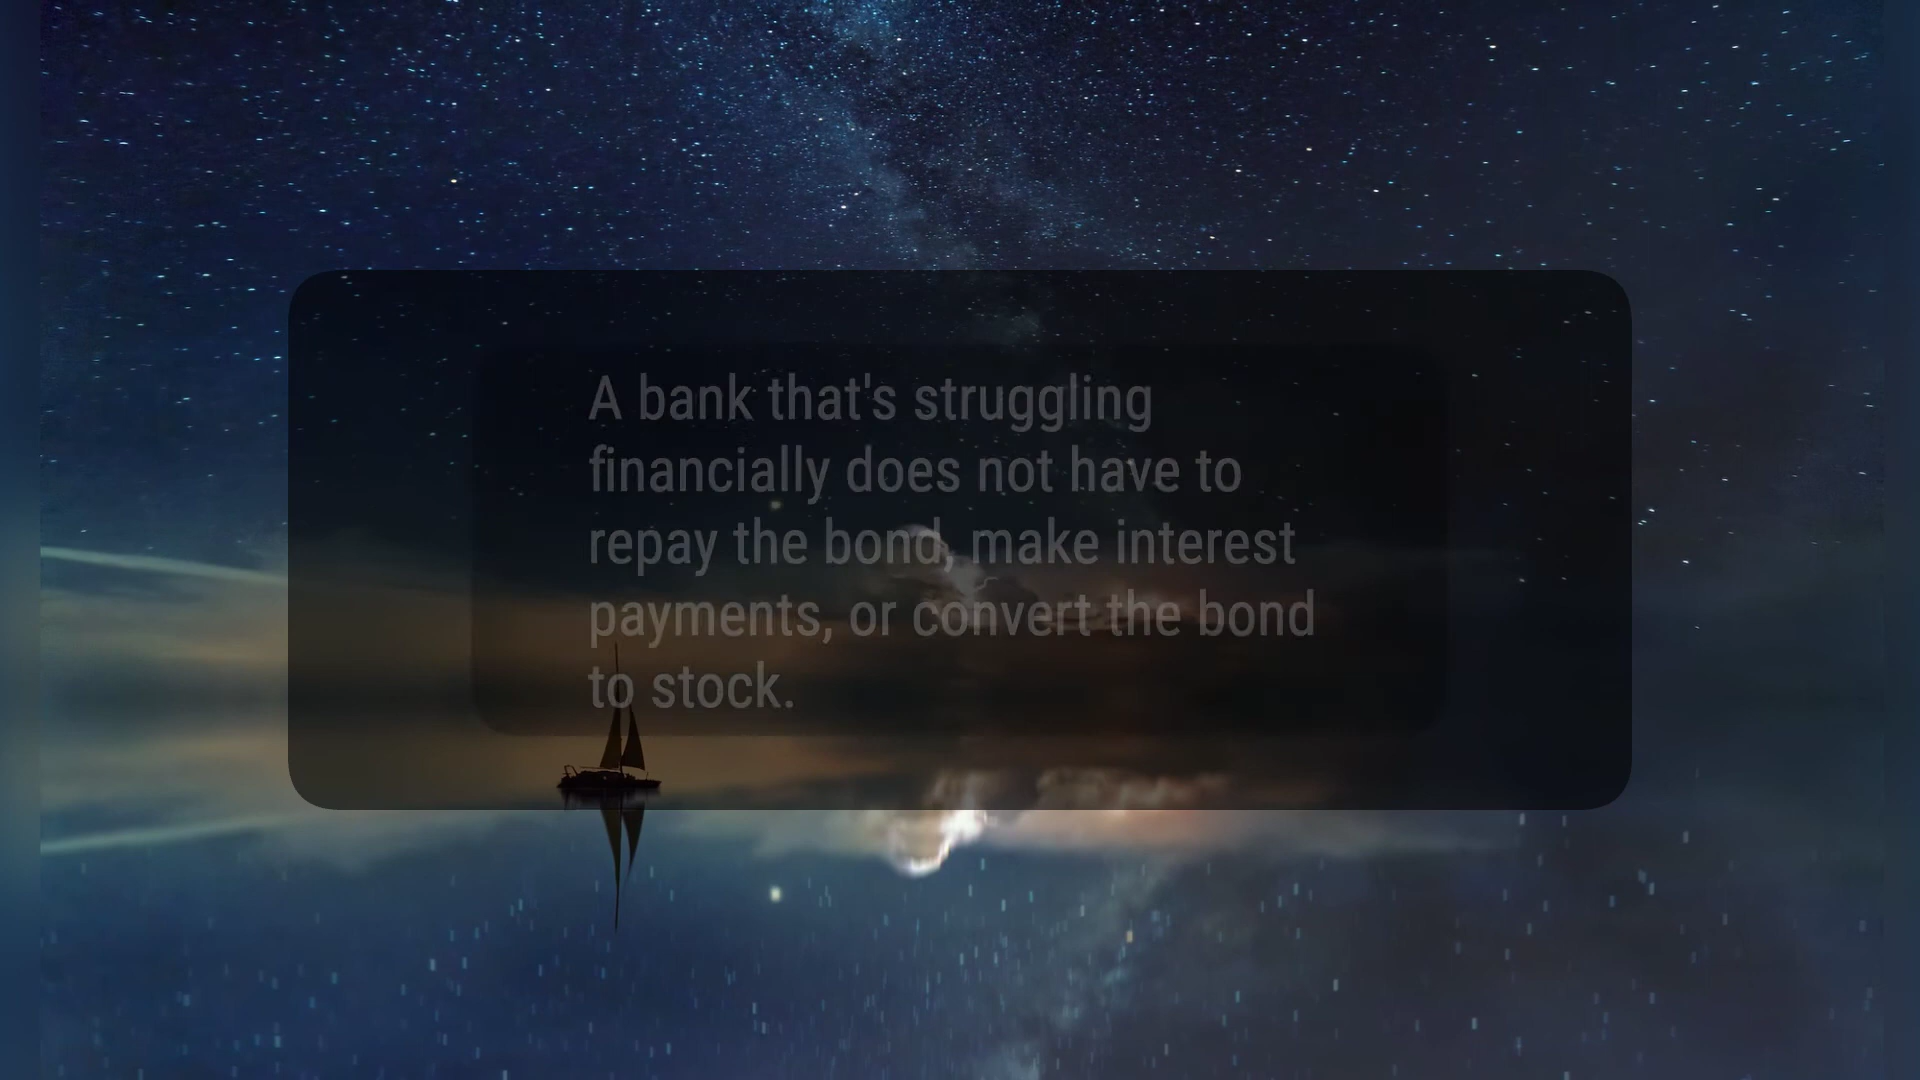 A bank that's struggling
financially does not have to
repay the bond, make interest
payments, or convert the bond
to stock.